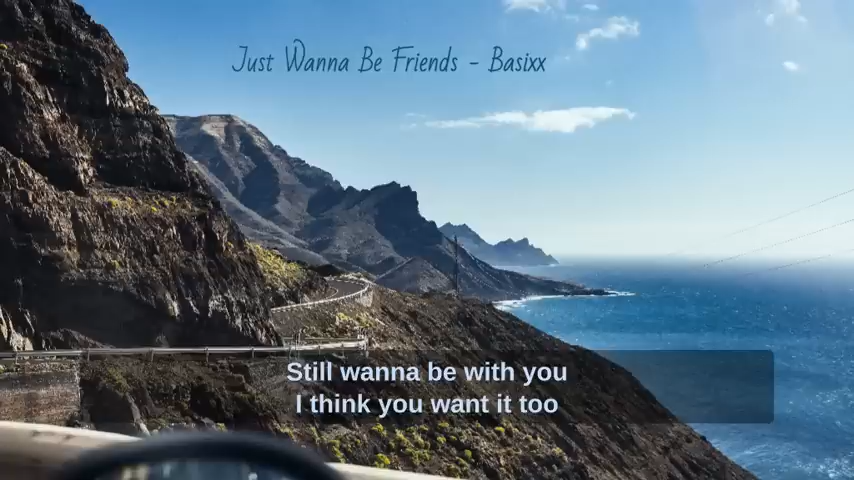 Just Wanna Be Friends - Basixx
Still wanna be with you
I think you want it too